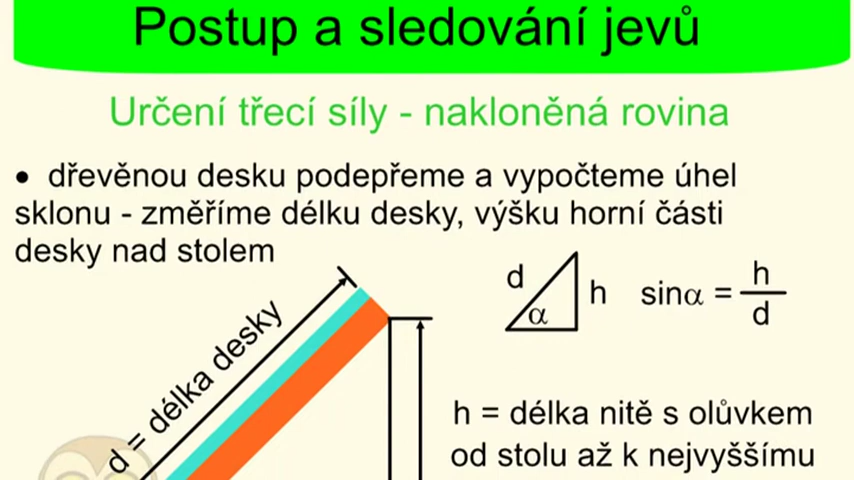 Postup a sledování jevů
Určení třecí síly - nakloněná rovina
• dřevěnou desku podepřeme a vypočteme úhel
sklonu - změříme délku desky, výšku horní části
desky nad stolem
d
h
α
sinα = h/d
d = délka desky
h = délka nitě s olůvkem
od stolu až k nejvyššímu